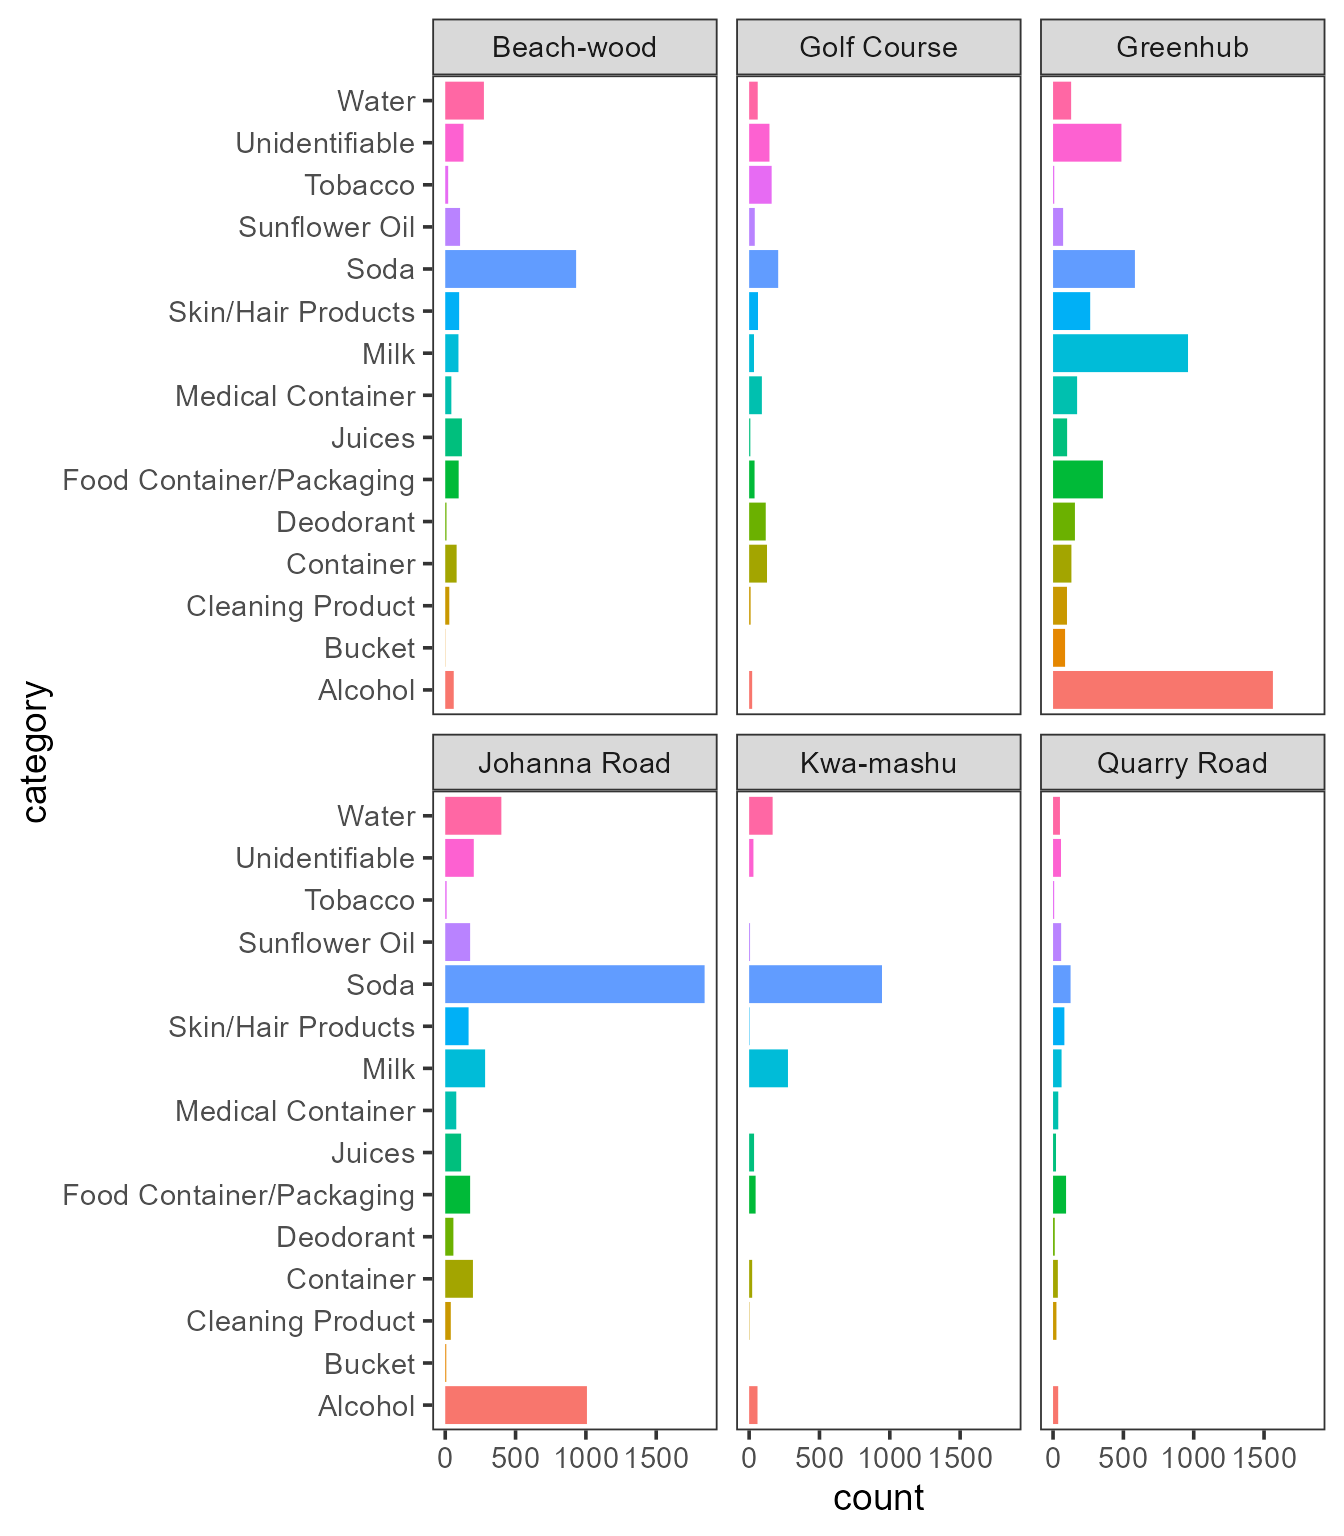 Beach-wood Golf Course Greenhub
Water
Unidentifiable
Tobacco
Sunflower Oil
Soda
Skin/Hair Products
Milk
Medical Container
Juices
Food Container/Packaging
Deodorant
Container
Cleaning Product
Bucket
Alcohol
category
Johanna Road Kwa-mashu Quarry Road
Water
Unidentifiable
Tobacco
Sunflower Oil
Soda
Skin/Hair Products
Milk
Medical Container
Juices
Food Container/Packaging
Deodorant
Container
Cleaning Product
Bucket
Alcohol
0 500 1000 1500 0 500 1000 1500 0 500 1000 1500
count